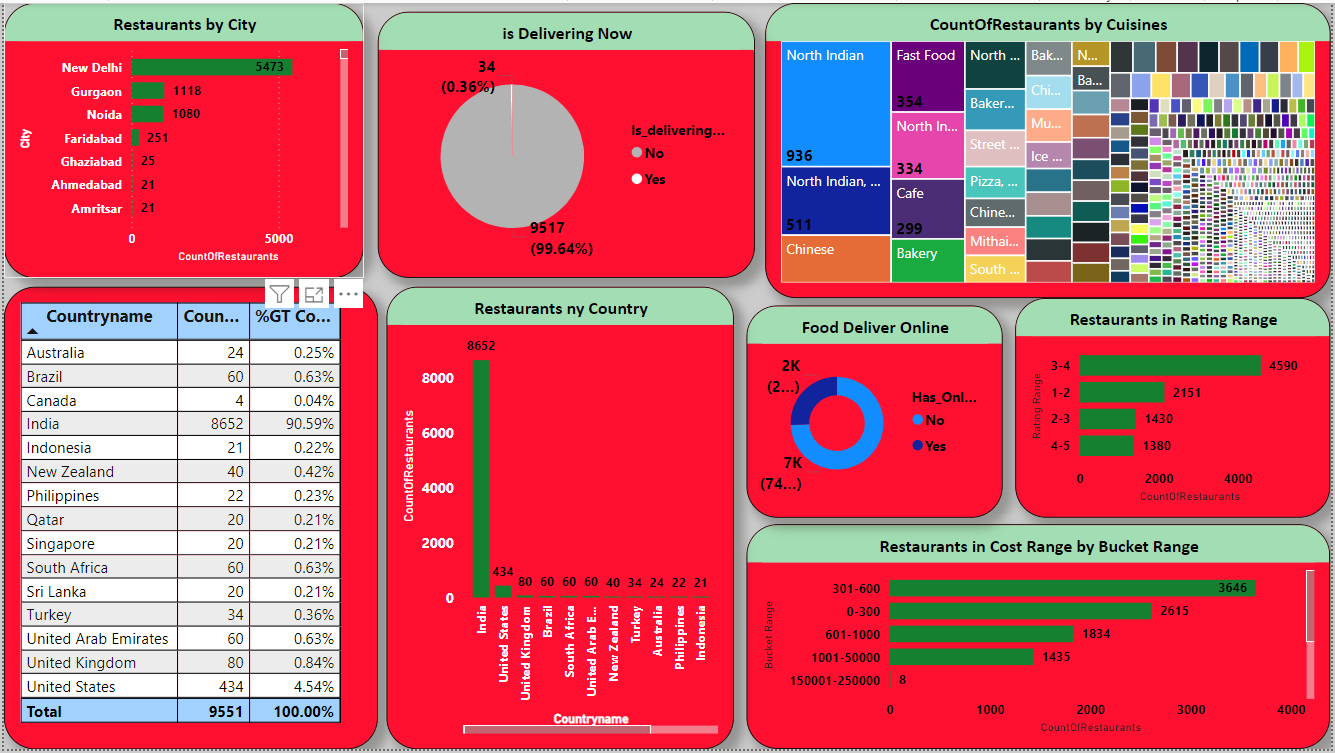 Restaurants by City
New Delhi 5473
Gurgaon 1118
Noida 1080
Faridabad 251
Ghaziabad 25
Ahmedabad 21
Amritsar 21
City
0 5000
CountOfRestaurants
is Delivering Now
34
(0.36%)
9517
(99.64%)
Is_delivering...
No
Yes
CountOfRestaurants by Cuisines
North Indian
936
North Indian, ...
511
Chinese
Fast Food
354
North In...
334
Cafe
299
Bakery
North ...
Baker...
Street ...
Pizza, ...
Chine...
Mithai...
South ...
Bak...
Chi...
Mu...
Ice ...
N...
Ba...
Countryname Coun... %GT Co...
Australia 24 0.25%
Brazil 60 0.63%
Canada 4 0.04%
India 8652 90.59%
Indonesia 21 0.22%
New Zealand 40 0.42%
Philippines 22 0.23%
Qatar 20 0.21%
Singapore 20 0.21%
South Africa 60 0.63%
Sri Lanka 20 0.21%
Turkey 34 0.36%
United Arab Emirates 60 0.63%
United Kingdom 80 0.84%
United States 434 4.54%
Total 9551 100.00%
Restaurants ny Country
CountOfRestaurants
8000
6000
4000
2000
0
8652 434 80 60 60 60 40 34 24 22 21
India
United States
United Kingdom
Brazil
South Africa
United Arab E...
New Zealand
Turkey
Australia
Philippines
Indonesia
Countryname
Food Deliver Online
2K
(2...)
7K
(74...)
Has_Onl...
No
Yes
Restaurants in Rating Range
Rating Range
3-4 4590
1-2 2151
2-3 1430
4-5 1380
0 2000 4000
CountOfRestaurants
Restaurants in Cost Range by Bucket Range
Bucket Range
301-600 3646
0-300 2615
601-1000 1834
1001-50000 1435
150001-250000 8
0 1000 2000 3000 4000
CountOfRestaurants